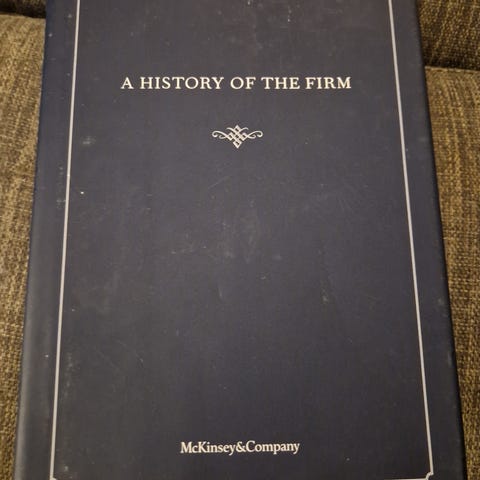 A HISTORY OF THE FIRM
McKinsey&Company